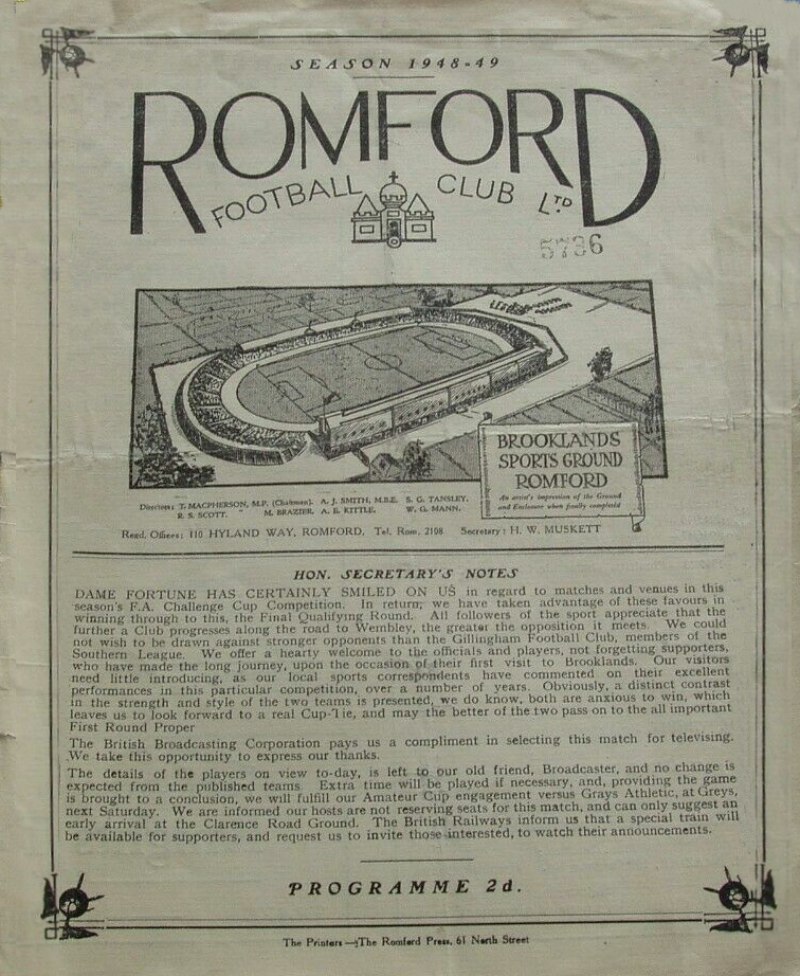 SEASON 1948-49
ROMFORD
FOOTBALL CLUB LTD
5736
BROOKLANDS
SPORTS GROUND
ROMFORD
An artist's impression of the Ground
and Enclosure when finally completed
Directors: T. MACPHERSON, M.P. (Chairman). A. J. SMITH, M.B.E. S. G. TANSLEY.
R. S. SCOTT. " M. BRAZIER. A. E. KITTLE. W. G. MANN.
Regd. Offices: 110 HYLAND WAY, ROMFORD. Tel. Rom. 2108 Secretary: H. W. MUSKETT
HON. SECRETARY'S NOTES
DAME FORTUNE HAS CERTAINLY SMILED ON US in regard to matches and venues in this
season's F.A. Challenge Cup Competition. In return, we have taken advantage of these favours in
winning through to this, the Final Qualifying Round. All followers of the sport appreciate that the
further a Club progresses along the road to Wembley, the greater the opposition it meets. We could
not wish to be drawn against stronger opponents than the Gillingham Football Club, members of the
Southern League. We offer a hearty welcome to the officials and players, not forgetting supporters,
who have made the long journey, upon the occasion of their first visit to Brooklands. Our visitors
need little introducing, as our local sports correspondents have commented on their excellent
performances in this particular competition, over a number of years. Obviously, a distinct contrast
in the strength and style of the two teams is presented, we do know, both are anxious to win, which
leaves us to look forward to a real Cup-Tie, and may the better of the two pass on to the all important
First Round Proper
The British Broadcasting Corporation pays us a compliment in selecting this match for televising.
We take this opportunity to express our thanks.
The details of the players on view to-day, is left to our old friend, Broadcaster, and no change is
expected from the published teams Extra time will be played if necessary, and, providing the game
is brought to a conclusion, we will fulfill our Amateur Cup engagement versus Grays Athletic, at Greys,
next Saturday. We are informed our hosts are not reserving seats for this match, and can only suggest an
early arrival at the Clarence Road Ground. The British Railways inform us that a special train will
be available for supporters, and request us to invite those interested, to watch their announcements.
PROGRAMME 2d.
The Printers—The Romford Press, 61 North Street